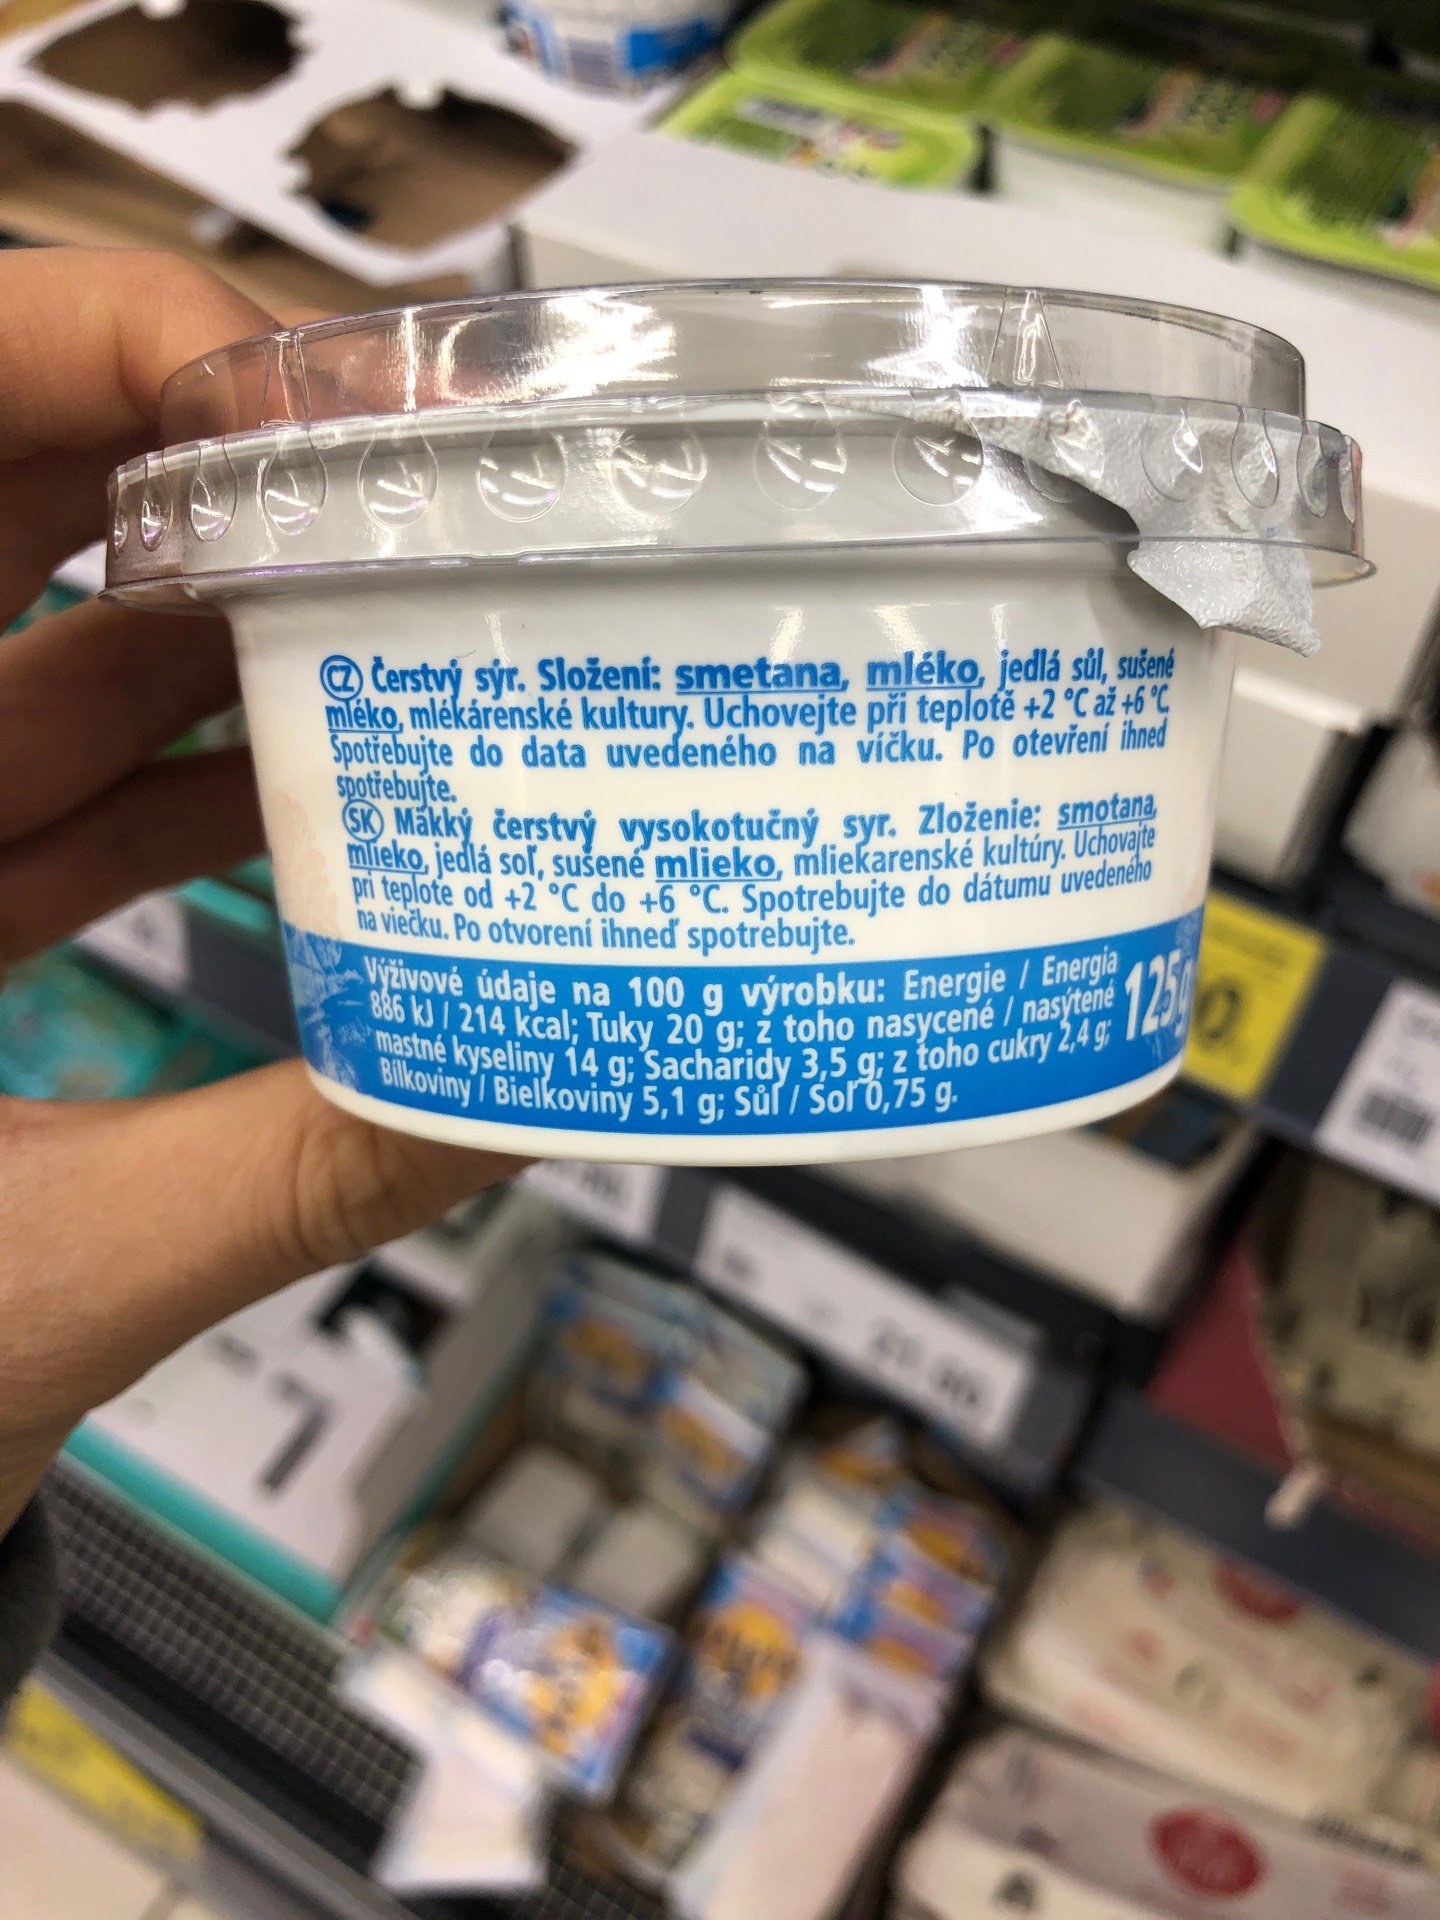 CZ Čerstvý sýr. Složení: smetana, mléko, jedlá sůl, sušené
mléko, mlékárenské kultury. Uchovejte při teplotě +2 °C až +6 °C
Spotřebujte do data uvedeného na víčku. Po otevření ihned
spotřebujte.
SK Mäkký čerstvý vysokotučný syr. Zloženie: smotana,
mlieko, jedlá soľ, sušené mlieko, mliekarenské kultúry. Uchovajte
pri teplote od +2 °C do +6 °C. Spotrebujte do dátumu uvedeného
na viečku. Po otvorení ihneď spotrebujte.
Výživové údaje na 100 g výrobku: Energie / Energia
886 kJ / 214 kcal; Tuky 20 g; z toho nasycené / nasýtené
mastné kyseliny 14 g; Sacharidy 3,5 g; z toho cukry 2,4 g;
Bílkoviny / Bielkoviny 5,1 g; Sůl / Soľ 0,75 g.
125g